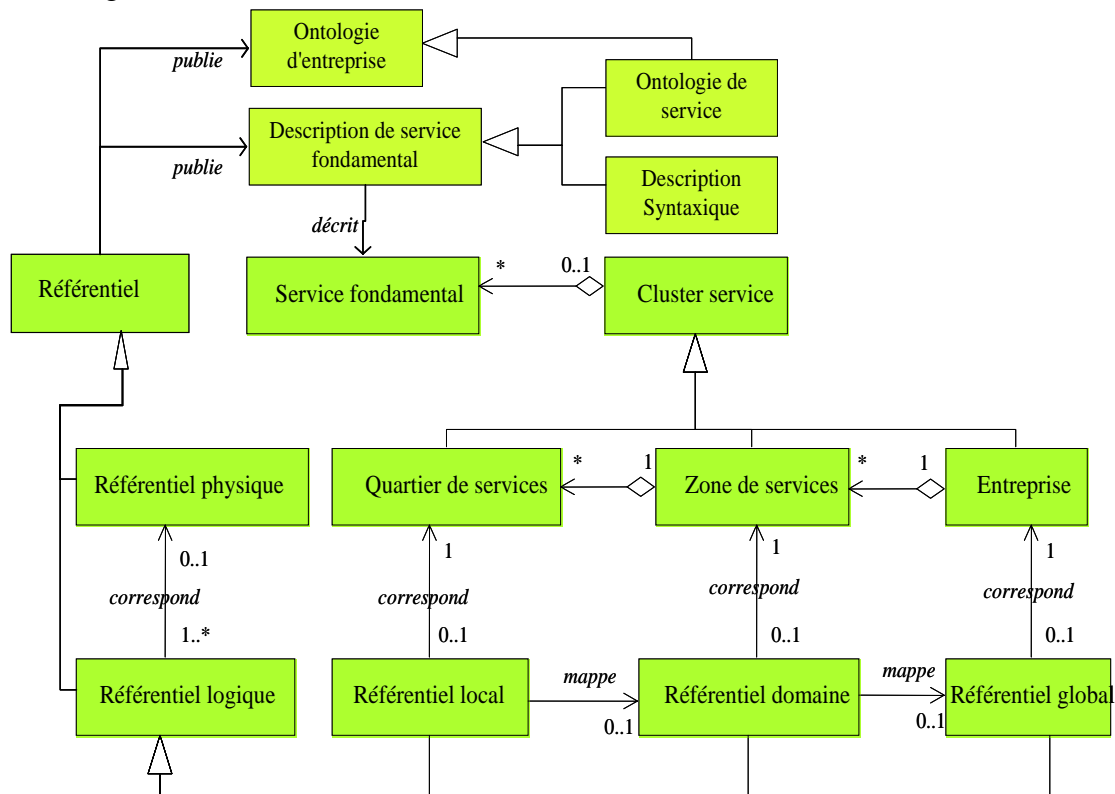 Ontologie
d'entreprise
publie
Ontologie de
service
Description de service
fondamental
publie
Description
Syntaxique
décrit
Référentiel
Service fondamental
*
0..1
Cluster service
Référentiel physique
Quartier de services
*
1
Zone de services
*
1
Entreprise
0..1
1
1
1
correspond
correspond
correspond
correspond
1..*
0..1
0..1
0..1
Référentiel logique
Référentiel local
mappe
0..1
Référentiel domaine
mappe
0..1
Référentiel global